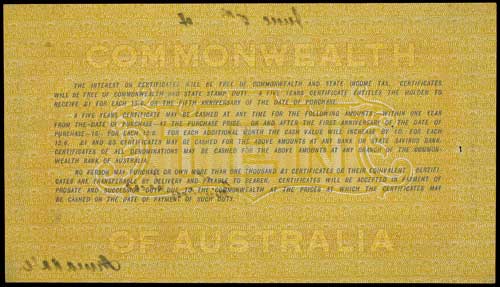 June 5th of
COMMONWEALTH
THE INTEREST ON CERTIFICATES WILL BE FREE OF COMMONWEALTH AND STATE INCOME TAX. CERTIFICATES
WILL BE FREE OF COMMONWEALTH AND STATE STAMP DUTY. A FIVE YEARS CERTIFICATE ENTITLES THE HOLDER TO
RECEIVE £1 FOR EACH 15/6 ON THE FIFTH ANNIVERSARY OF THE DATE OF PURCHASE.
A FIVE YEARS CERTIFICATE MAY BE CASHED AT ANY TIME FOR THE FOLLOWING AMOUNTS: WITHIN ONE YEAR
FROM THE DATE OF PURCHASE AT THE PURCHASE PRICE. ON AND AFTER THE FIRST ANNIVERSARY OF THE DATE OF
PURCHASE FOR EACH FOR EACH ADDITIONAL MONTH THE CASH VALUE WILL INCREASE BY FOR EACH
£1 AND CERTIFICATES MAY BE CASHED FOR THE ABOVE AMOUNTS AT ANY BANK OR STATE SAVINGS BANK.
CERTIFICATES OF ALL DENOMINATIONS MAY BE CASHED FOR THE ABOVE AMOUNTS AT ANY BRANCH OF THE COMMON-
WEALTH BANK OF AUSTRALIA.
NO PERSON MAY PURCHASE OR OWN MORE THAN ONE THOUSAND £1 CERTIFICATES OR THEIR EQUIVALENT. CERTIFI-
CATES ARE TRANSFERABLE BY DELIVERY AND PAYABLE TO BEARER. CERTIFICATES WILL BE ACCEPTED IN PAYMENT OF
PROBATE AND SUCCESSION DUTY DUE TO THE COMMONWEALTH AT THE PRICES AT WHICH THE CERTIFICATES MAY
BE CASHED ON THE DATE OF PAYMENT OF SUCH DUTY.
1
OF AUSTRALIA